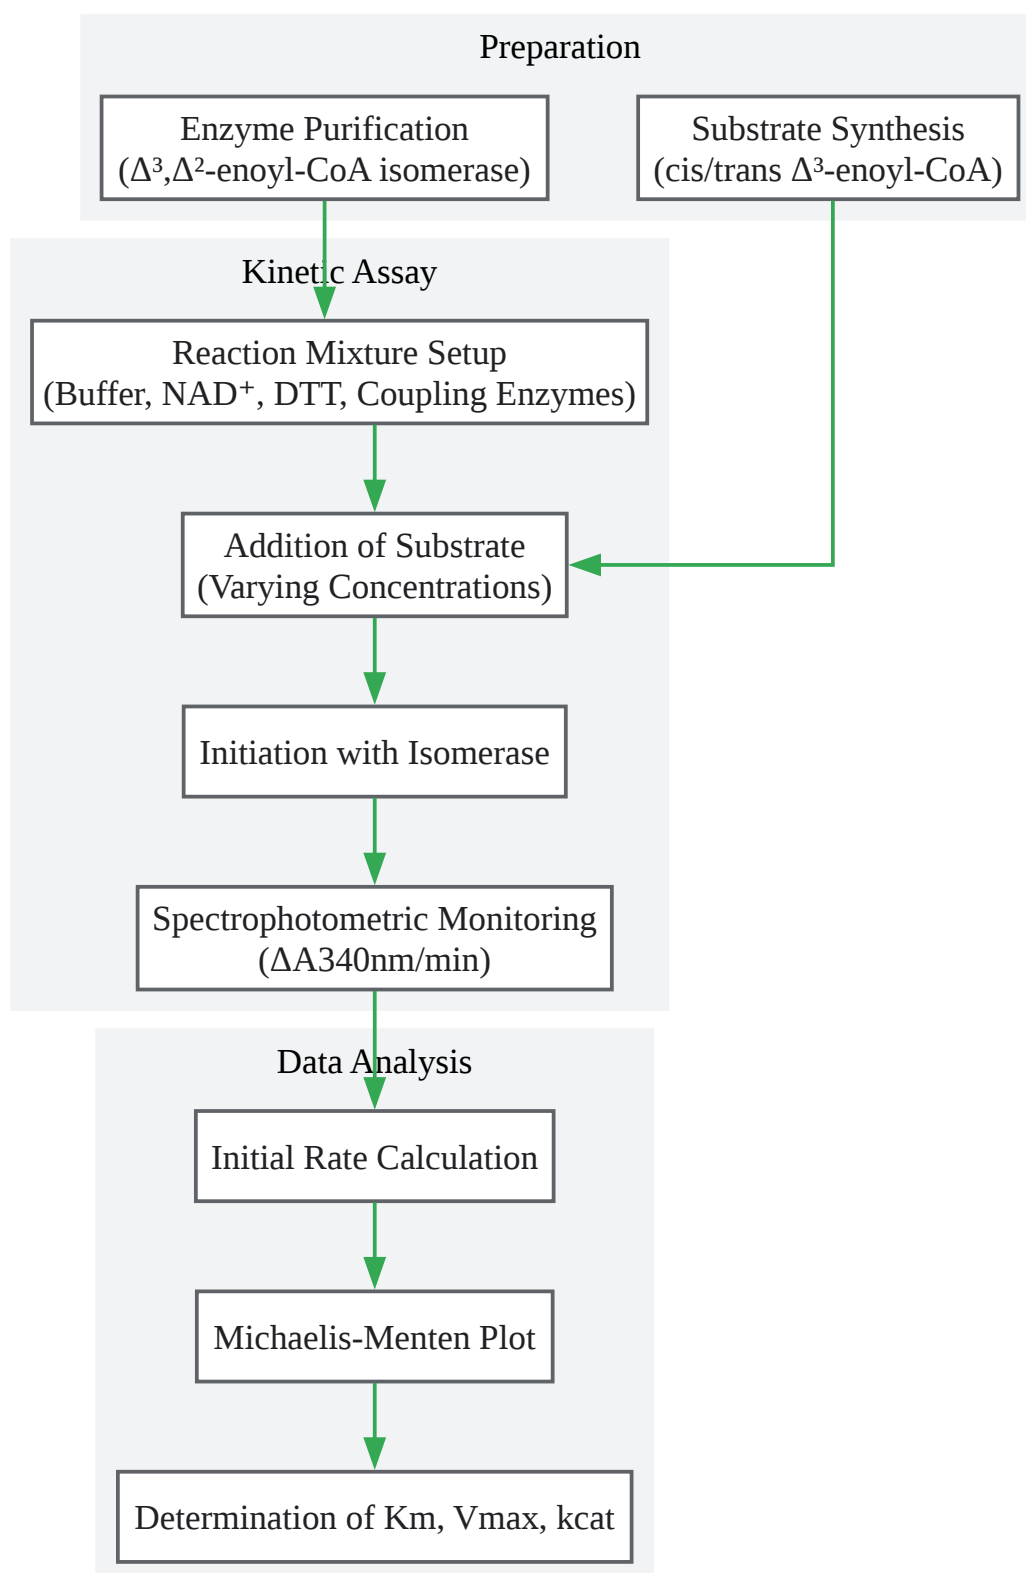 Preparation
Enzyme Purification
(Δ³,Δ²-enoyl-CoA isomerase)
Substrate Synthesis
(cis/trans Δ³-enoyl-CoA)
Kinetic Assay
Reaction Mixture Setup
(Buffer, NAD⁺, DTT, Coupling Enzymes)
Addition of Substrate
(Varying Concentrations)
Initiation with Isomerase
Spectrophotometric Monitoring
(ΔA340nm/min)
Data Analysis
Initial Rate Calculation
Michaelis-Menten Plot
Determination of Km, Vmax, kcat